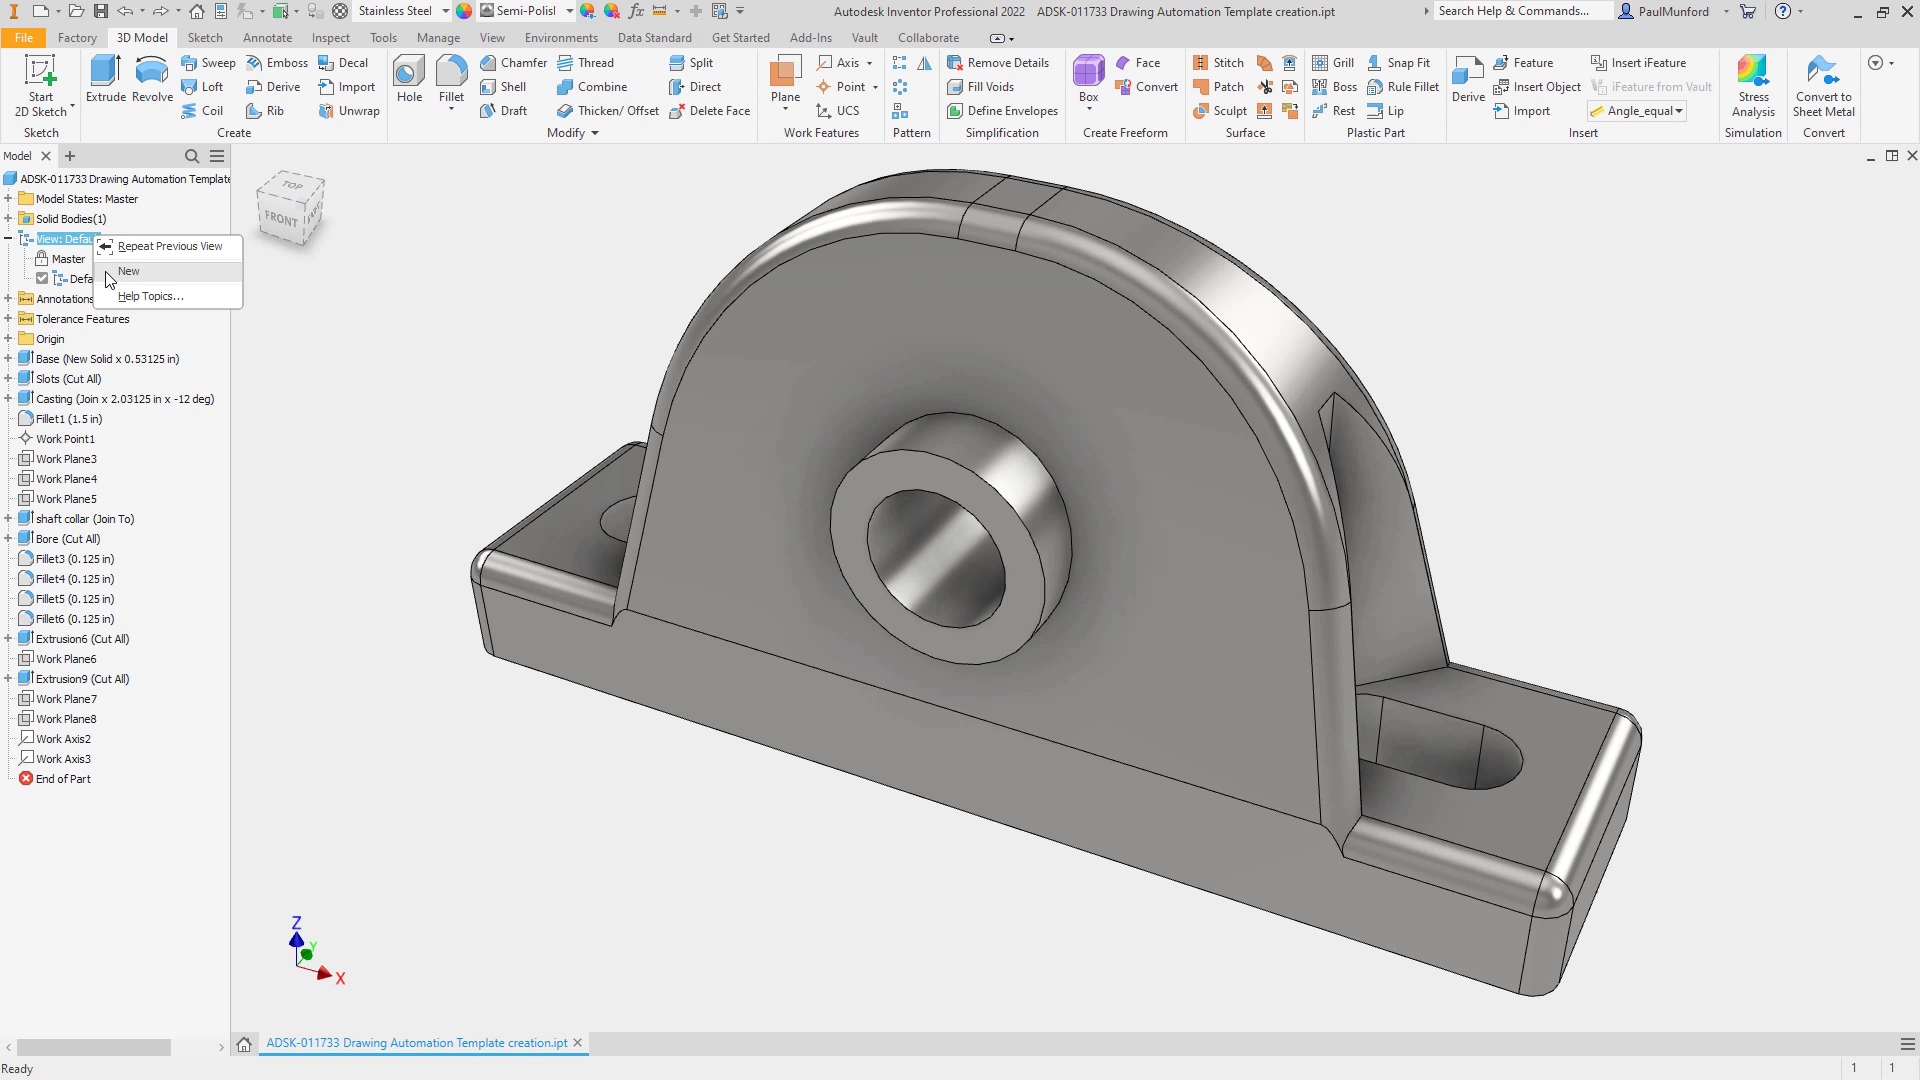 Stainless Steel
Semi-Polisl
Autodesk Inventor Professional 2022 ADSK-011733 Drawing Automation Template creation.ipt
Search Help & Commands...
PaulMunford
File
Factory
3D Model
Sketch
Annotate
Inspect
Tools
Manage
View
Environments
Data Standard
Get Started
Add-Ins
Vault
Collaborate
Start
2D Sketch
Sketch
Extrude
Revolve
Sweep
Loft
Coil
Emboss
Derive
Rib
Decal
Import
Unwrap
Create
Hole
Fillet
Chamfer
Shell
Draft
Thread
Combine
Thicken/ Offset
Split
Direct
Delete Face
Modify
Plane
Axis
Point
UCS
Work Features
Pattern
Remove Details
Fill Voids
Define Envelopes
Simplification
Box
Face
Convert
Create Freeform
Stitch
Patch
Sculpt
Surface
Grill
Boss
Rest
Snap Fit
Rule Fillet
Lip
Plastic Part
Derive
Feature
Insert Object
Import
Insert iFeature
iFeature from Vault
Angle_equal
Insert
Stress
Analysis
Simulation
Convert to
Sheet Metal
Convert
Model
ADSK-011733 Drawing Automation Template
Model States: Master
Solid Bodies(1)
View: Defau
Master
Defa
Annotations
Tolerance Features
Origin
Base (New Solid x 0.53125 in)
Slots (Cut All)
Casting (Join x 2.03125 in x -12 deg)
Fillet1 (1.5 in)
Work Point1
Work Plane3
Work Plane4
Work Plane5
shaft collar (Join To)
Bore (Cut All)
Fillet3 (0.125 in)
Fillet4 (0.125 in)
Fillet5 (0.125 in)
Fillet6 (0.125 in)
Extrusion6 (Cut All)
Work Plane6
Extrusion9 (Cut All)
Work Plane7
Work Plane8
Work Axis2
Work Axis3
End of Part
Repeat Previous View
New
Help Topics...
TOP
FRONT
Z
Y
X
ADSK-011733 Drawing Automation Template creation.ipt
Ready
1
1